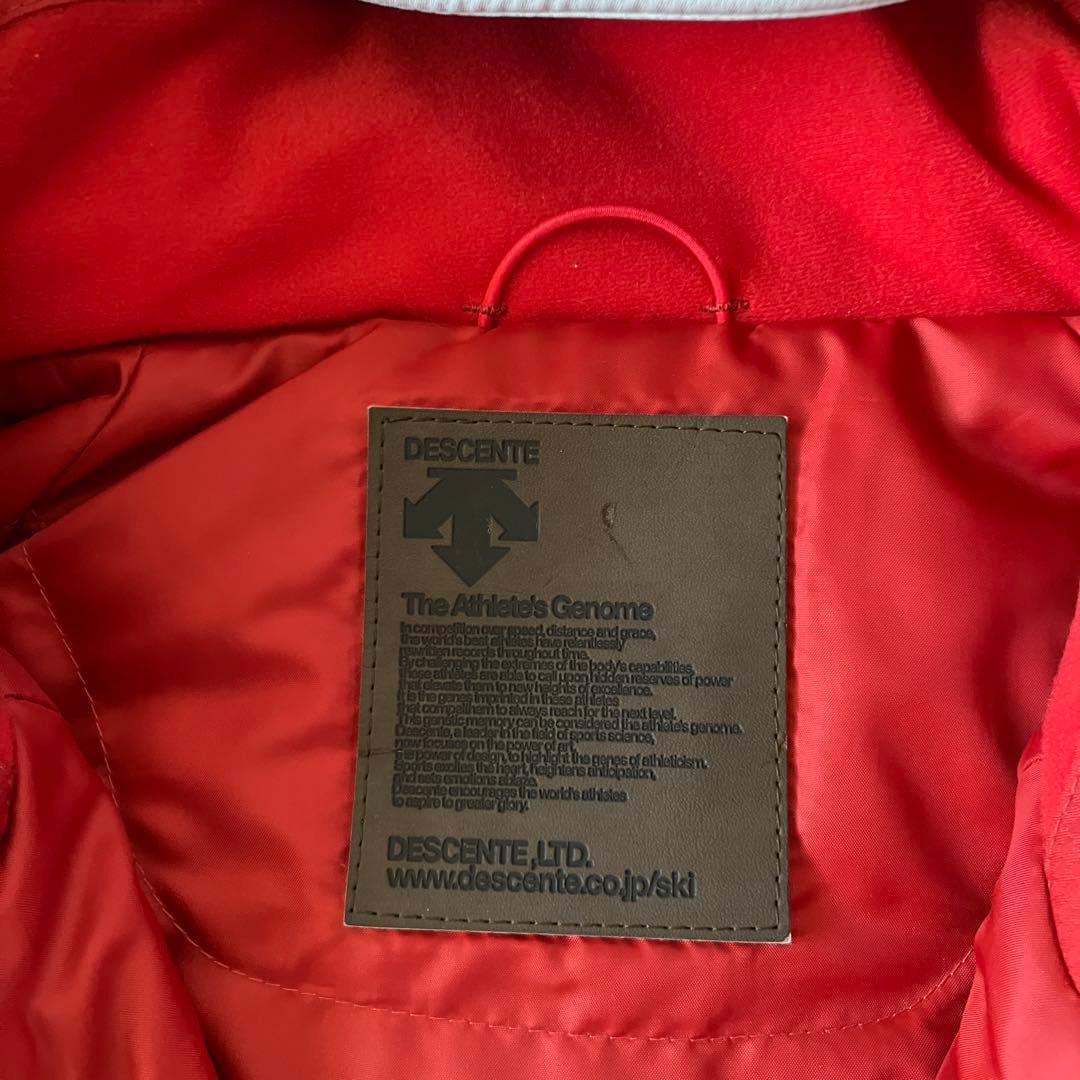 DESCENTE
The Athlete's Genome
In competition over speed, distance and grace,
the world's best athletes have relentlessly
rewritten records throughout time.
By challenging the extremes of the body's capabilities,
these athletes are able to call upon hidden reserves of power
that elevate them to new heights of excellence.
It is the genes imprinted in these athletes
that compel them to always reach for the next level.
This genetic memory can be considered the athlete's genome.
Descente, a leader in the field of sports science,
now focuses on the power of art,
the power of design, to highlight the genes of athleticism.
Sports excites the heart, heightens anticipation,
and sets emotions ablaze.
Descente encourages the world's athletes
to aspire to greater glory.
DESCENTE,LTD.
www.descente.co.jp/ski